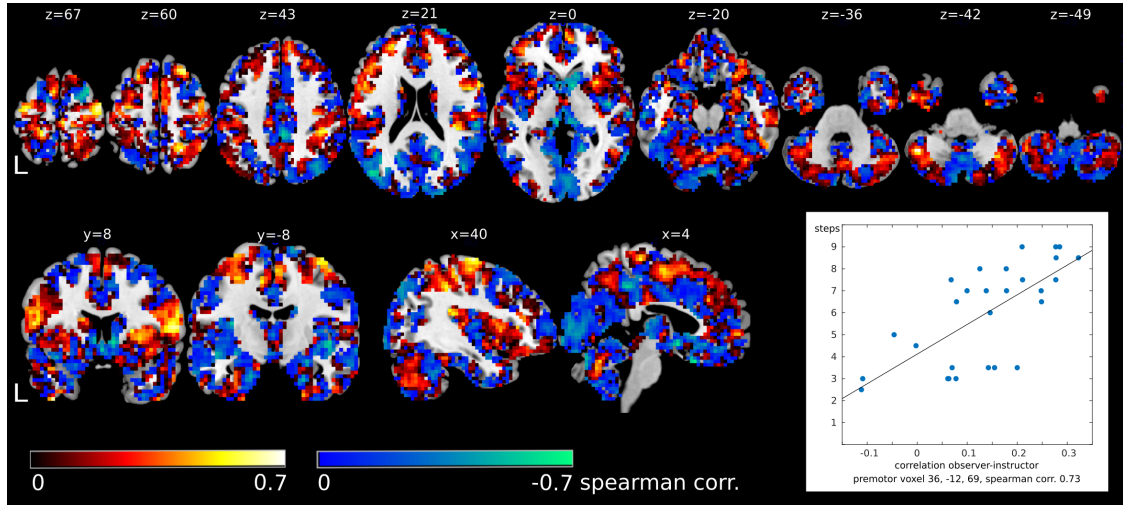 z=67 z=60 z=43 z=21 z=0 z=-20 z=-36 z=-42 z=-49
L
y=8 y=-8 x=40 x=4
L
0 0.7 0 -0.7 spearman corr.
steps
9
8
7
6
5
4
3
2
1
-0.1 0 0.1 0.2 0.3
correlation observer-instructor
premotor voxel 36, -12, 69, spearman corr. 0.73